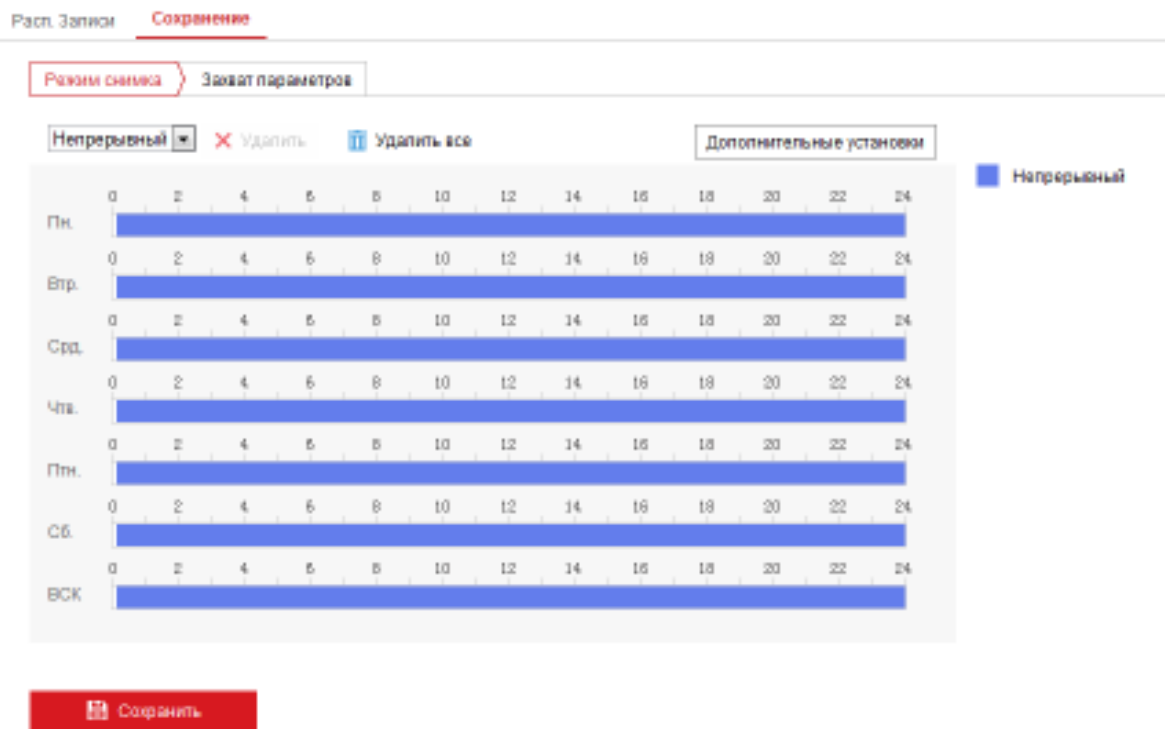 Расп. Записи Сохранение
Режим снимка Захват параметров
Непрерывный Удалить Удалить все Дополнительные установки
Непрерывный
0 2 4 6 8 10 12 14 16 18 20 22 24
Пн.
0 2 4 6 8 10 12 14 16 18 20 22 24
Втр.
0 2 4 6 8 10 12 14 16 18 20 22 24
Срд.
0 2 4 6 8 10 12 14 16 18 20 22 24
Чтв.
0 2 4 6 8 10 12 14 16 18 20 22 24
Птн.
0 2 4 6 8 10 12 14 16 18 20 22 24
Сб.
0 2 4 6 8 10 12 14 16 18 20 22 24
ВСК
Сохранить